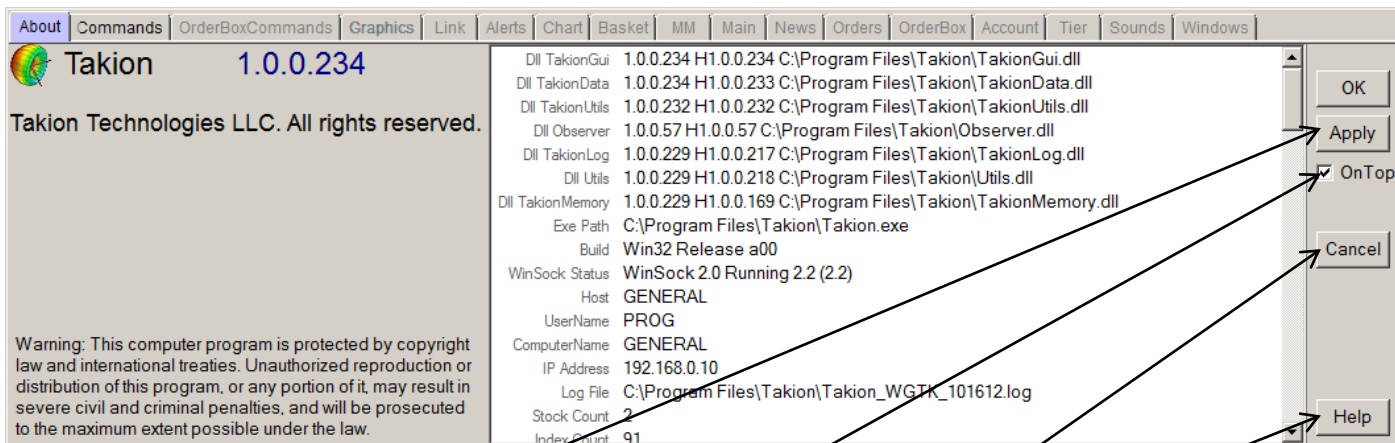 About Commands OrderBoxCommands Graphics Link Alerts Chart Basket MM Main News Orders OrderBox Account Tier Sounds Windows
Takion 1.0.0.234
Takion Technologies LLC. All rights reserved.
Warning: This computer program is protected by copyright
law and international treaties. Unauthorized reproduction or
distribution of this program, or any portion of it, may result in
severe civil and criminal penalties, and will be prosecuted
to the maximum extent possible under the law.
Dll TakionGui 1.0.0.234 H1.0.0.234 C:\Program Files\Takion\TakionGui.dll
Dll TakionData 1.0.0.234 H1.0.0.233 C:\Program Files\Takion\TakionData.dll
Dll TakionUtils 1.0.0.232 H1.0.0.232 C:\Program Files\Takion\TakionUtils.dll
Dll Observer 1.0.0.57 H1.0.0.57 C:\Program Files\Takion\Observer.dll
Dll TakionLog 1.0.0.229 H1.0.0.217 C:\Program Files\Takion\TakionLog.dll
Dll Utils 1.0.0.229 H1.0.0.218 C:\Program Files\Takion\Utils.dll
Dll TakionMemory 1.0.0.229 H1.0.0.169 C:\Program Files\Takion\TakionMemory.dll
Exe Path C:\Program Files\Takion\Takion.exe
Build Win32 Release a00
WinSock Status WinSock 2.0 Running 2.2 (2.2)
Host GENERAL
UserName PROG
ComputerName GENERAL
IP Address 192.168.0.10
Log File C:\Program Files\Takion\Takion_WGTK_101612.log
Stock Count 2
Index Count 91
OK
Apply
OnTop
Cancel
Help